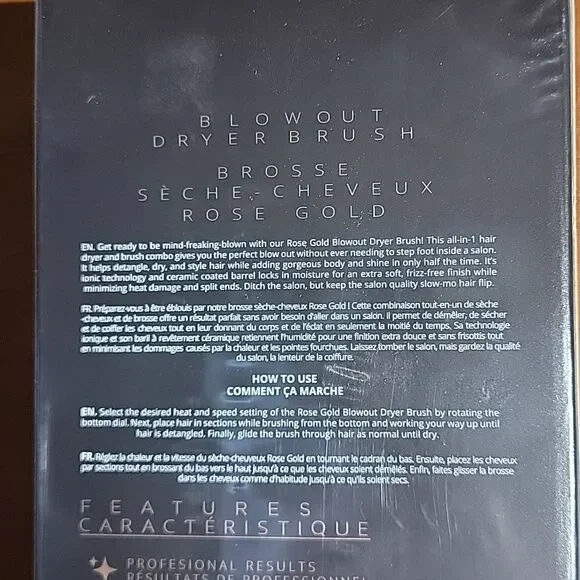 BLOWOUT
DRYER BRUSH
BROSSE
SÈCHE-CHEVEUX
ROSE GOLD
EN. Get ready to be mind-freaking-blown with our Rose Gold Blowout Dryer Brush! This all-in-1 hair
dryer and brush combo gives you the perfect blow out without ever needing to step foot inside a salon.
It helps detangle, dry, and style hair while adding gorgeous body and shine in only half the time. It's
ionic technology and ceramic coated barrel locks in moisture for an extra soft, frizz-free finish while
minimizing heat damage and split ends. Ditch the salon, but keep the salon quality slow-mo hair flip.
FR. Préparez-vous à être éblouis par notre brosse sèche-cheveux Rose Gold ! Cette combinaison tout-en-un de sèche
-cheveux et de brosse offre un résultat parfait sans avoir besoin d'aller dans un salon. Il permet de démêler, de sécher
et de coiffer les cheveux tout en leur donnant du corps et de l'éclat en seulement la moitié du temps. Sa technologie
ionique et son baril à revêtement céramique retiennent l'humidité pour une finition extra douce et sans frisottis tout
en minimisant les dommages causés par la chaleur et les pointes fourchues. Laissez tomber le salon, mais gardez la qualité
du salon, la lenteur de la coiffure.
HOW TO USE
COMMENT ÇA MARCHE
EN. Select the desired heat and speed setting of the Rose Gold Blowout Dryer Brush by rotating the
bottom dial. Next, place hair in sections while brushing from the bottom and working your way up until
hair is detangled. Finally, glide the brush through hair as normal until dry.
FR. Réglez la chaleur et la vitesse du sèche-cheuveux Rose Gold en tournant le cadran du bas. Ensuite, placez les cheveux
par sections tout en brossant du bas vers le haut jusqu'à ce que les cheveux soient démêlés. Enfin, faites glisser la brosse
dans les cheveux comme d'habitude jusqu'à ce qu'ils soient secs.
FEATURES
CARACTÉRISTIQUE
PROFESIONAL RESULTS
RÉSULTATS DE PROFESSIONNEL